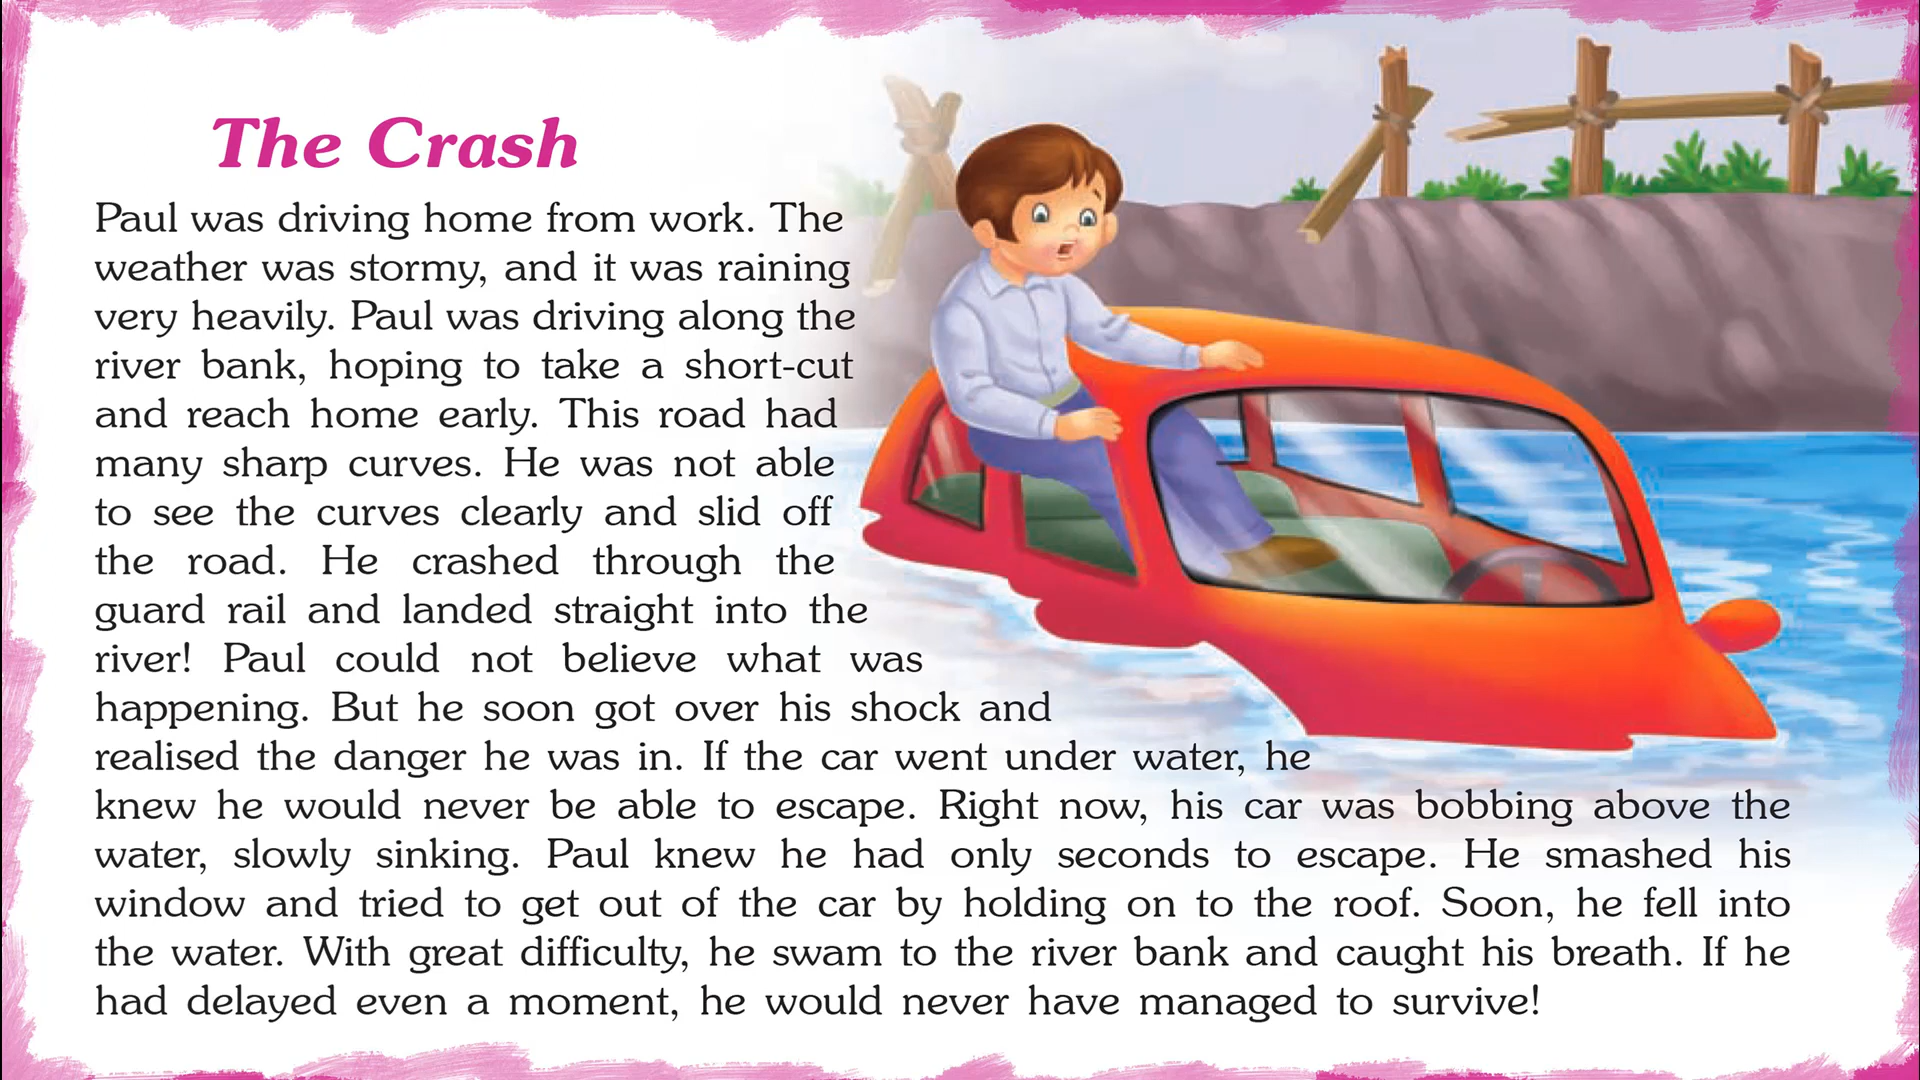 The Crash
Paul was driving home from work. The
weather was stormy, and it was raining
very heavily. Paul was driving along the
river bank, hoping to take a short-cut
and reach home early. This road had
many sharp curves. He was not able
to see the curves clearly and slid off
the road. He crashed through the
guard rail and landed straight into the
river! Paul could not believe what was
happening. But he soon got over his shock and
realised the danger he was in. If the car went under water, he
knew he would never be able to escape. Right now, his car was bobbing above the
water, slowly sinking. Paul knew he had only seconds to escape. He smashed his
window and tried to get out of the car by holding on to the roof. Soon, he fell into
the water. With great difficulty, he swam to the river bank and caught his breath. If he
had delayed even a moment, he would never have managed to survive!